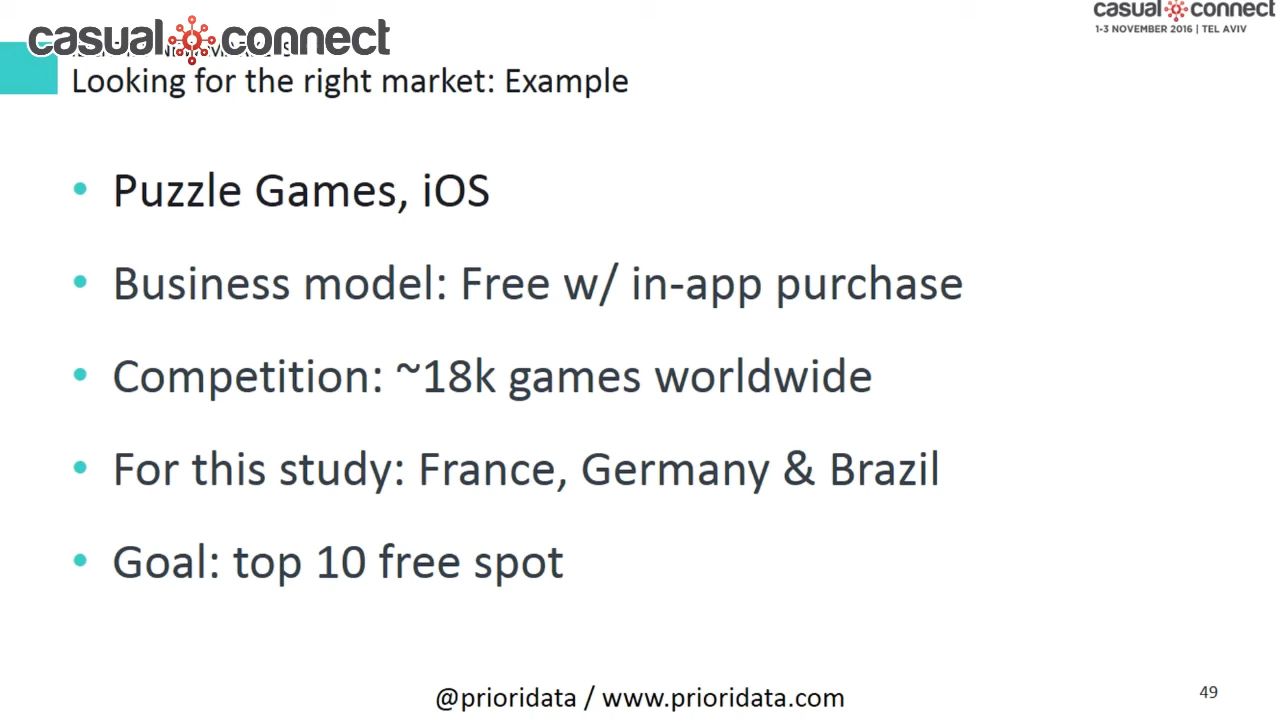 casual connect
casual connect
1-3 NOVEMBER 2016 | TEL AVIV
Looking for the right market: Example
• Puzzle Games, iOS
• Business model: Free w/ in-app purchase
• Competition: ~18k games worldwide
• For this study: France, Germany & Brazil
• Goal: top 10 free spot
@prioridata / www.prioridata.com
49